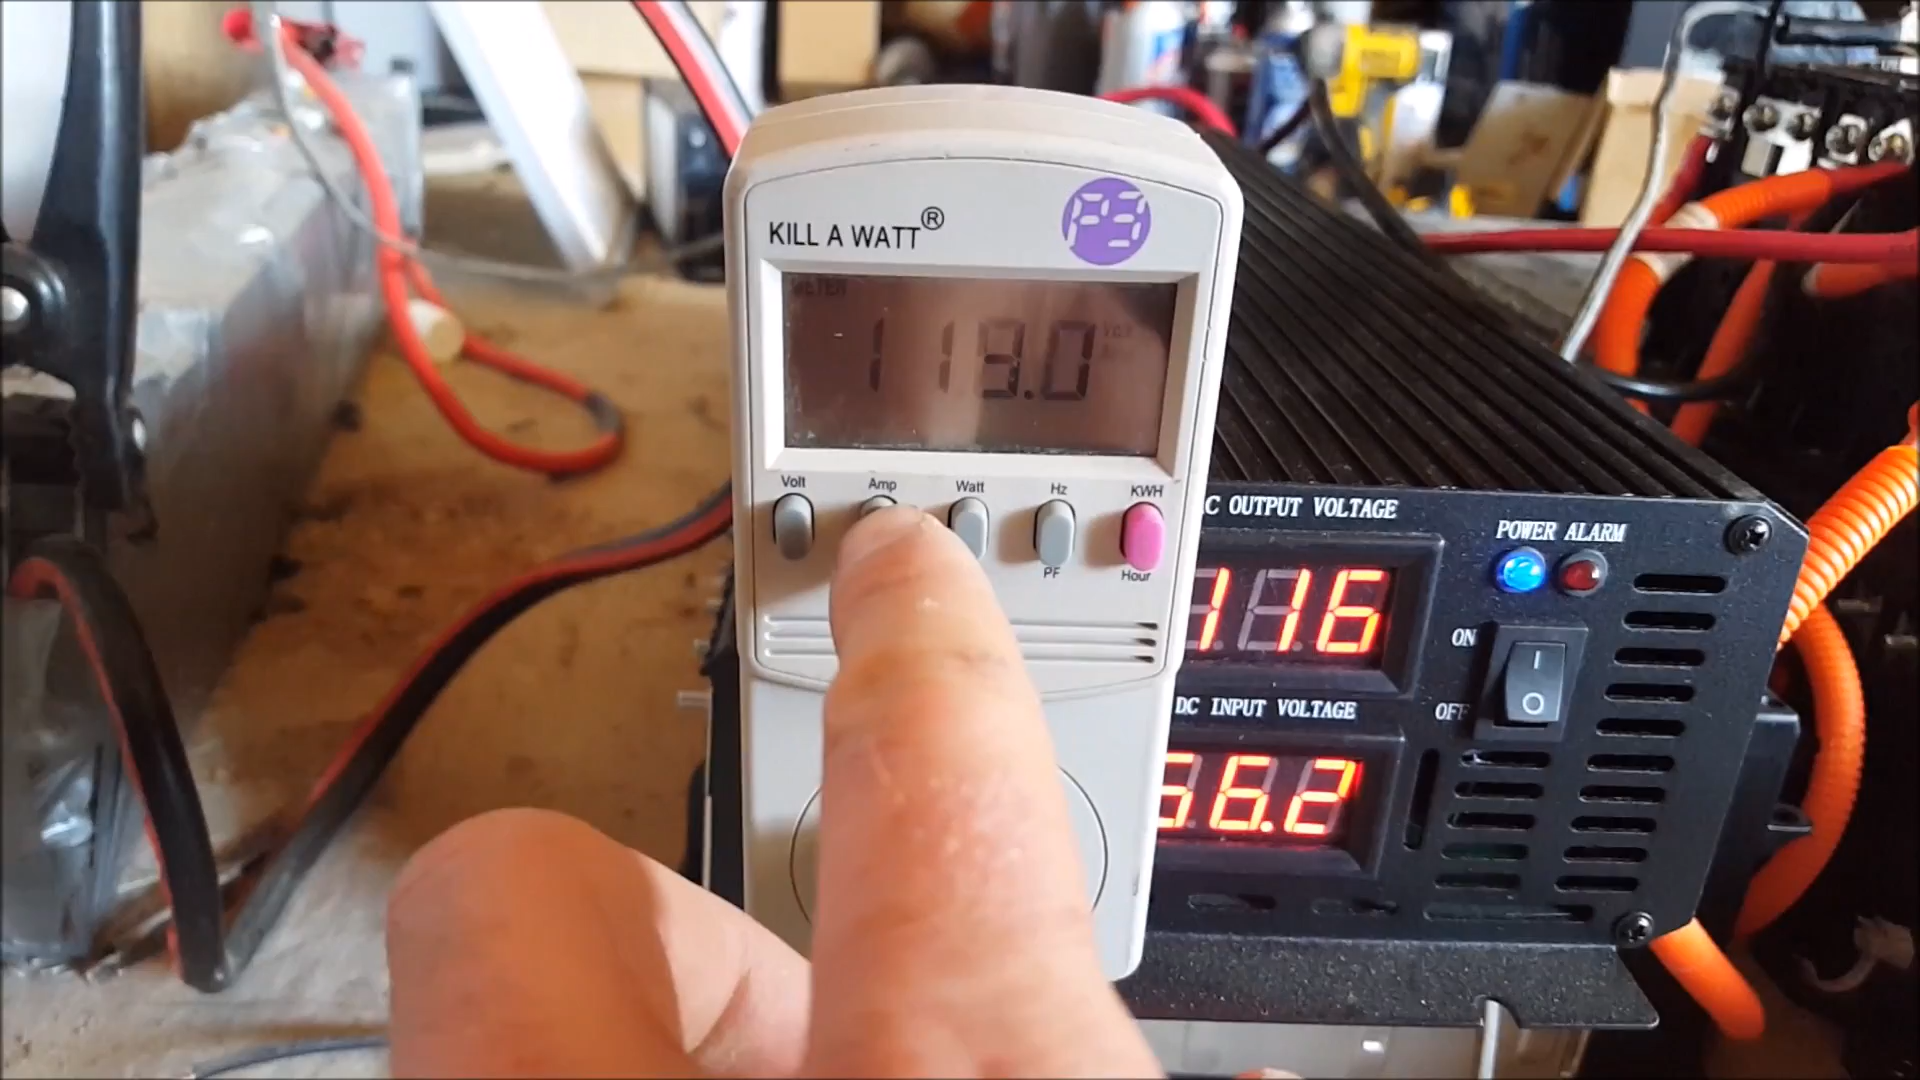 KILL A WATT®
P3
119.0
Volt
Amp
Watt
Hz
KWH
PF
Hour
C OUTPUT VOLTAGE
POWER ALARM
116
ON
OFF
DC INPUT VOLTAGE
56.2